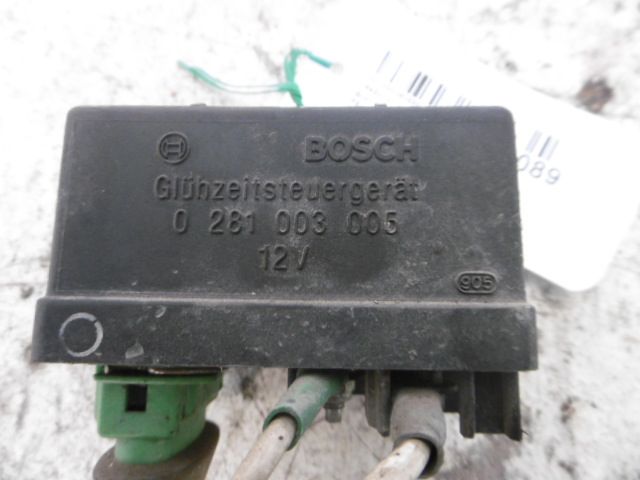 BOSCH
Glühzeitsteuergerät
0 281 003 005
12V
905
089